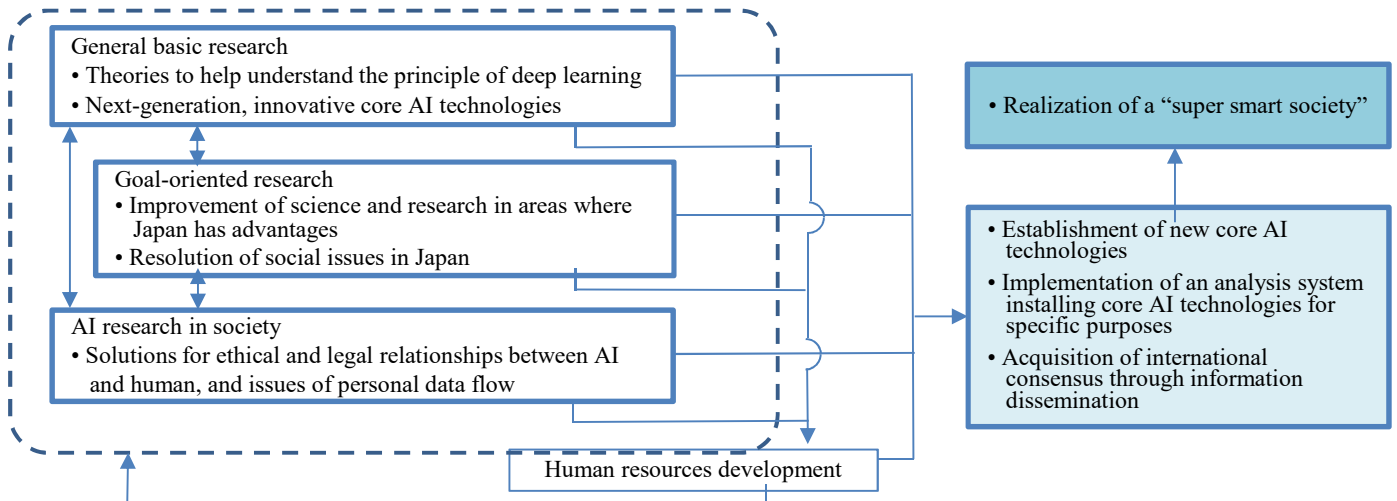 General basic research
• Theories to help understand the principle of deep learning
• Next-generation, innovative core AI technologies
Goal-oriented research
• Improvement of science and research in areas where
Japan has advantages
• Resolution of social issues in Japan
AI research in society
• Solutions for ethical and legal relationships between AI
and human, and issues of personal data flow
Human resources development
• Realization of a “super smart society”
• Establishment of new core AI
technologies
• Implementation of an analysis system
installing core AI technologies for
specific purposes
• Acquisition of international
consensus through information
dissemination